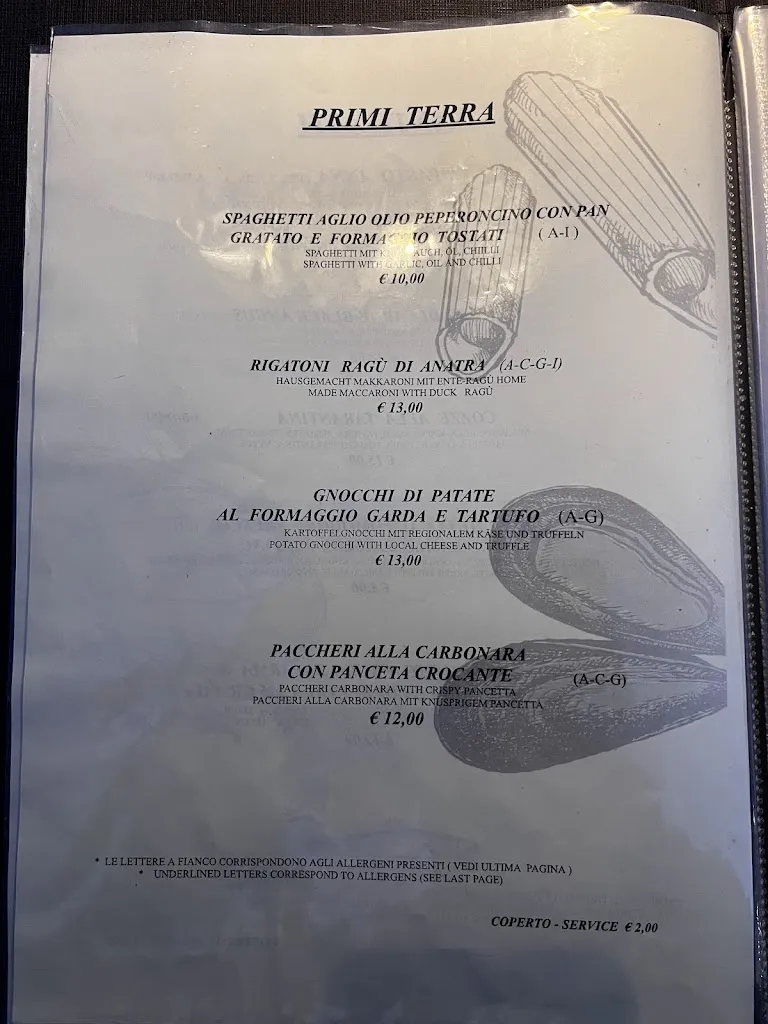 PRIMI TERRA
SPAGHETTI AGLIO OLIO PEPERONCINO CON PAN
GRATATO E FORMAGGIO TOSTATI (A-I)
SPAGHETTI MIT KNOBLAUCH, ÖL, CHIILLI
SPAGHETTI WITH GARLIC, OIL AND CHILLI
€ 10,00
RIGATONI RAGÙ DI ANATRA (A-C-G-I)
HAUSGEMACHT MAKKARONI MIT ENTE-RAGÙ HOME
MADE MACCARONI WITH DUCK RAGÙ
€ 13,00
GNOCCHI DI PATATE
AL FORMAGGIO GARDA E TARTUFO (A-G)
KARTOFFELGNOCCHI MIT REGIONALEM KÄSE UND TRÜFFELN
POTATO GNOCCHI WITH LOCAL CHEESE AND TRUFFLE
€ 13,00
PACCHERI ALLA CARBONARA
CON PANCETA CROCANTE (A-C-G)
PACCHERI CARBONARA WITH CRISPY PANCETTA
PACCHERI ALLA CARBONARA MIT KNUSPRIGEM PANCETTA
€ 12,00
* LE LETTERE A FIANCO CORRISPONDONO AGLI ALLERGENI PRESENTI ( VEDI ULTIMA PAGINA )
* UNDERLINED LETTERS CORRESPOND TO ALLERGENS (SEE LAST PAGE)
COPERTO - SERVICE € 2,00